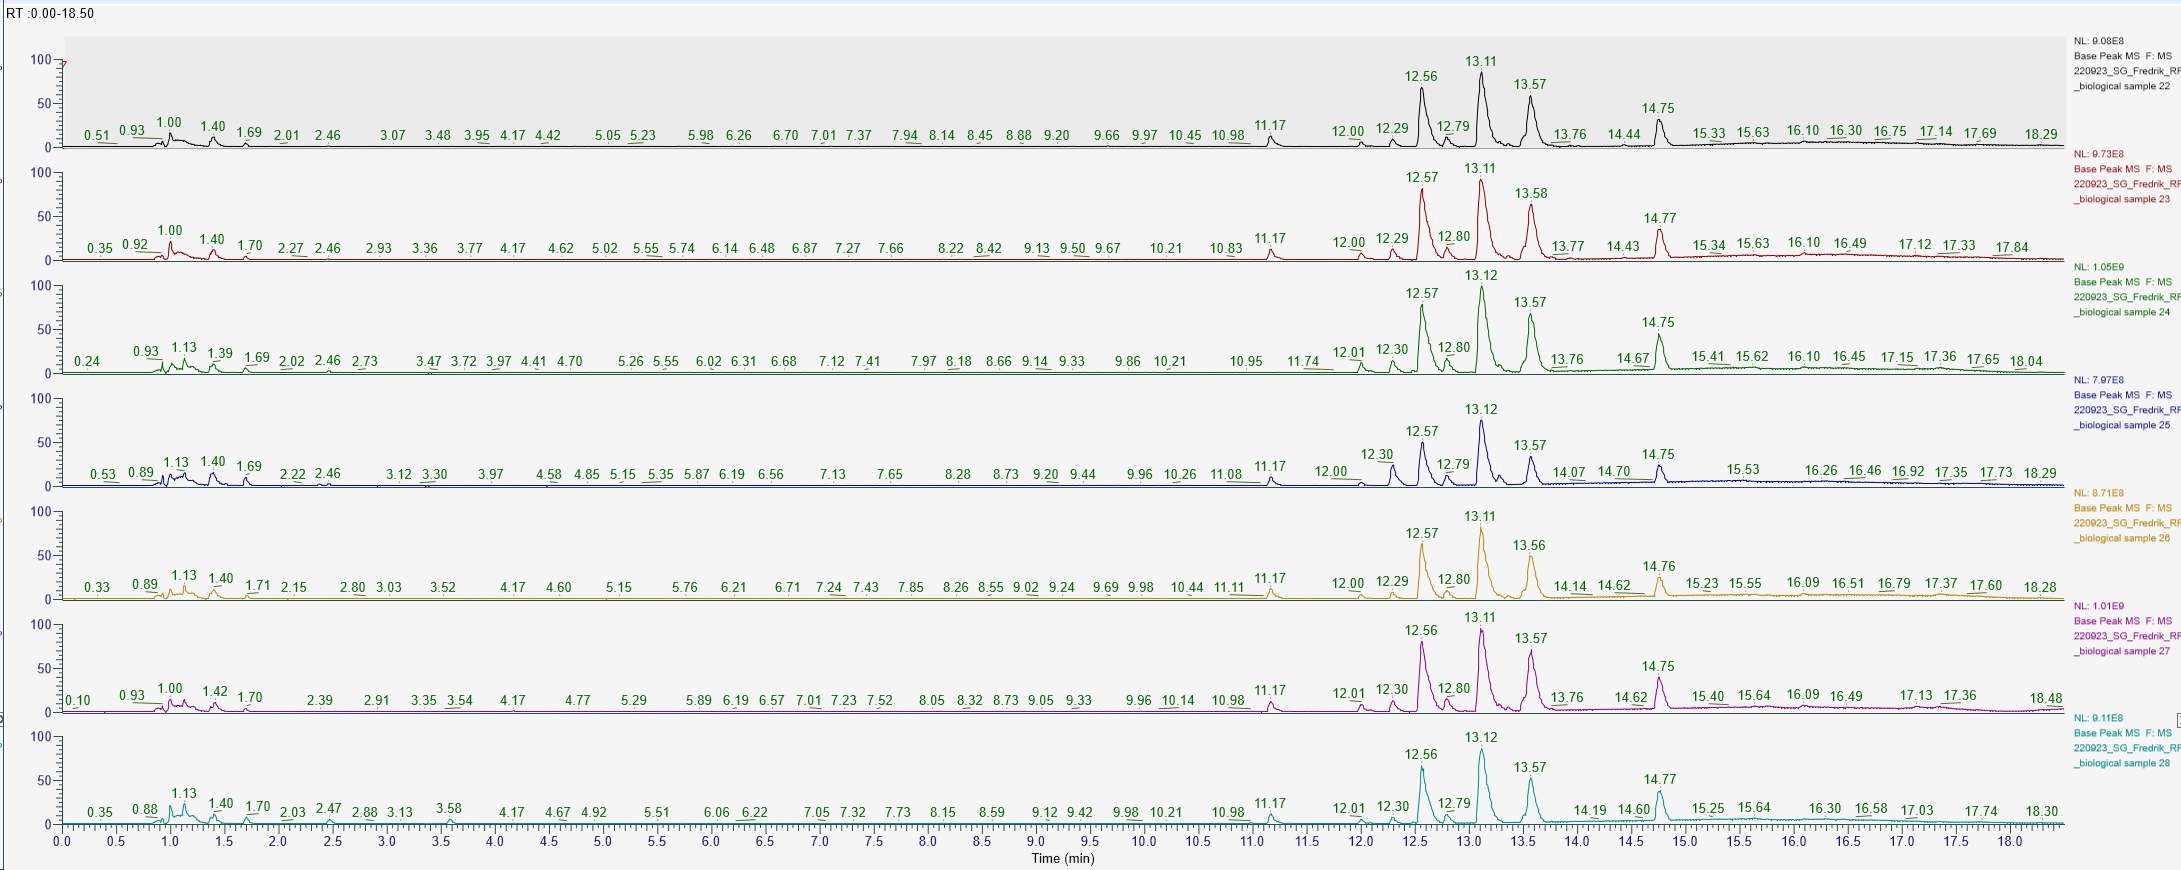 RT :0.00-18.50
NL: 9.08E8
Base Peak MS F: MS
220923_SG_Fredrik_RF
_biological sample 22
100
50
0
0.51 0.93 1.00 1.40 1.69 2.01 2.46 3.07 3.48 3.95 4.17 4.42 5.05 5.23 5.98 6.26 6.70 7.01 7.37 7.94 8.14 8.45 8.88 9.20 9.66 9.97 10.45 10.98 11.17 12.00 12.29 12.56 12.79 13.11 13.57 13.76 14.44 14.75 15.33 15.63 16.10 16.30 16.75 17.14 17.69 18.29
NL: 9.73E8
Base Peak MS F: MS
220923_SG_Fredrik_RF
_biological sample 23
100
50
0
0.35 0.92 1.00 1.40 1.70 2.27 2.46 2.93 3.36 3.77 4.17 4.62 5.02 5.55 5.74 6.14 6.48 6.87 7.27 7.66 8.22 8.42 9.13 9.50 9.67 10.21 10.83 11.17 12.00 12.29 12.57 12.80 13.11 13.58 13.77 14.43 14.77 15.34 15.63 16.10 16.49 17.12 17.33 17.84
NL: 1.05E9
Base Peak MS F: MS
220923_SG_Fredrik_RF
_biological sample 24
100
50
0
0.24 0.93 1.13 1.39 1.69 2.02 2.46 2.73 3.47 3.72 3.97 4.41 4.70 5.26 5.55 6.02 6.31 6.68 7.12 7.41 7.97 8.18 8.66 9.14 9.33 9.86 10.21 10.95 11.74 12.01 12.30 12.57 12.80 13.12 13.57 13.76 14.67 14.75 15.41 15.62 16.10 16.45 17.15 17.36 17.65 18.04
NL: 7.97E8
Base Peak MS F: MS
220923_SG_Fredrik_RF
_biological sample 25
100
50
0
0.53 0.89 1.13 1.40 1.69 2.22 2.46 3.12 3.30 3.97 4.58 4.85 5.15 5.35 5.87 6.19 6.56 7.13 7.65 8.28 8.73 9.20 9.44 9.96 10.26 11.08 11.17 12.00 12.30 12.57 12.79 13.12 13.57 14.07 14.70 14.75 15.53 16.26 16.46 16.92 17.35 17.73 18.29
NL: 8.71E8
Base Peak MS F: MS
220923_SG_Fredrik_RF
_biological sample 26
100
50
0
0.33 0.89 1.13 1.40 1.71 2.15 2.80 3.03 3.52 4.17 4.60 5.15 5.76 6.21 6.71 7.24 7.43 7.85 8.26 8.55 9.02 9.24 9.69 9.98 10.44 11.11 11.17 12.00 12.29 12.57 12.80 13.11 13.56 14.14 14.62 14.76 15.23 15.55 16.09 16.51 16.79 17.37 17.60 18.28
NL: 1.01E9
Base Peak MS F: MS
220923_SG_Fredrik_RF
_biological sample 27
100
50
0
0.10 0.93 1.00 1.42 1.70 2.39 2.91 3.35 3.54 4.17 4.77 5.29 5.89 6.19 6.57 7.01 7.23 7.52 8.05 8.32 8.73 9.05 9.33 9.96 10.14 10.98 11.17 12.01 12.30 12.56 12.80 13.11 13.57 13.76 14.62 14.75 15.40 15.64 16.09 16.49 17.13 17.36 18.48
NL: 9.11E8
Base Peak MS F: MS
220923_SG_Fredrik_RF
_biological sample 28
100
50
0
0.35 0.88 1.13 1.40 1.70 2.03 2.47 2.88 3.13 3.58 4.17 4.67 4.92 5.51 6.06 6.22 7.05 7.32 7.73 8.15 8.59 9.12 9.42 9.98 10.21 10.98 11.17 12.01 12.30 12.56 12.79 13.12 13.57 14.19 14.60 14.77 15.25 15.64 16.30 16.58 17.03 17.74 18.30
0.0 0.5 1.0 1.5 2.0 2.5 3.0 3.5 4.0 4.5 5.0 5.5 6.0 6.5 7.0 7.5 8.0 8.5 9.0 9.5 10.0 10.5 11.0 11.5 12.0 12.5 13.0 13.5 14.0 14.5 15.0 15.5 16.0 16.5 17.0 17.5 18.0
Time (min)